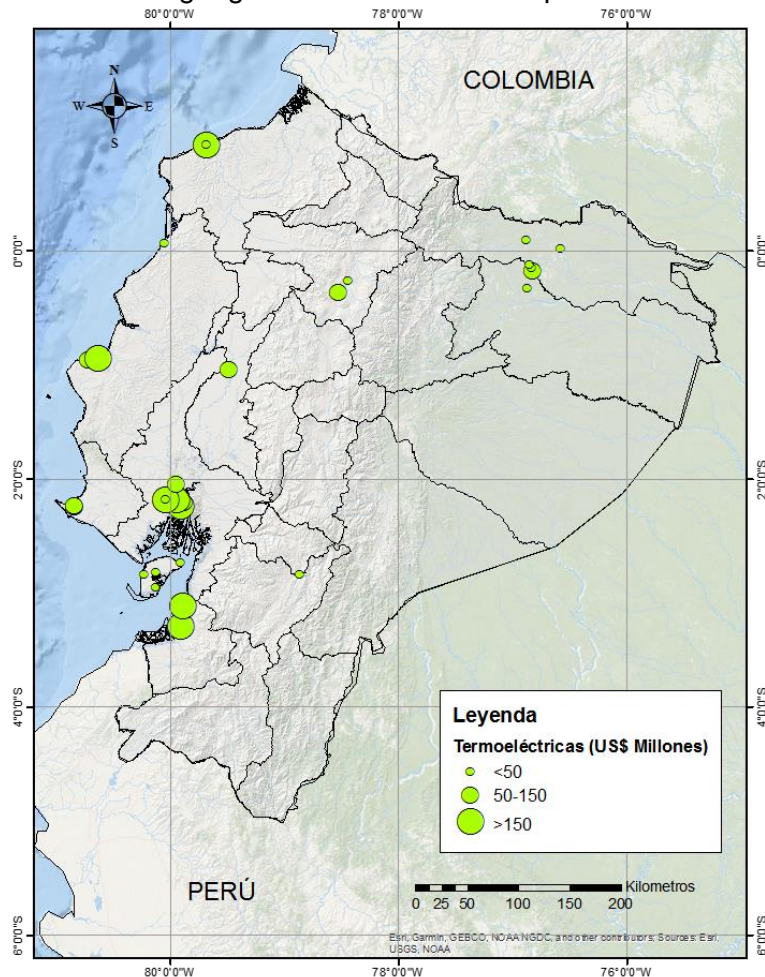 80°0'0"W 78°0'0"W 76°0'0"W
N
W E
S
COLOMBIA
0°0'0" 0°0'0"
2°0'0"S 2°0'0"S
4°0'0"S 4°0'0"S
Leyenda
Termoeléctricas (US$ Millones)
<50
50-150
>150
PERÚ
Kilometros
0 25 50 100 150 200
6°0'0"S 6°0'0"S
Esri, Garmin, GEBCO, NOAA NGDC, and other contributors; Sources: Esri,
USGS, NOAA
80°0'0"W 78°0'0"W 76°0'0"W